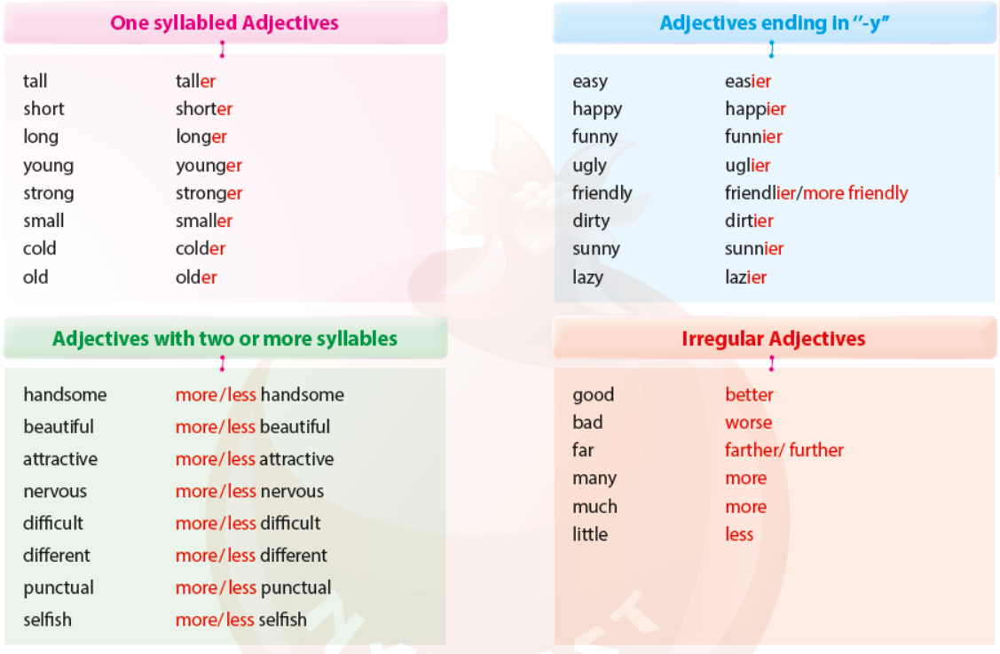 One syllabled Adjectives
tall taller
short shorter
long longer
young younger
strong stronger
small smaller
cold colder
old older
Adjectives ending in ‘‘-y’’
easy easier
happy happier
funny funnier
ugly uglier
friendly friendlier/more friendly
dirty dirtier
sunny sunnier
lazy lazier
Adjectives with two or more syllables
handsome more/less handsome
beautiful more/less beautiful
attractive more/less attractive
nervous more/less nervous
difficult more/less difficult
different more/less different
punctual more/less punctual
selfish more/less selfish
Irregular Adjectives
good better
bad worse
far farther/ further
many more
much more
little less